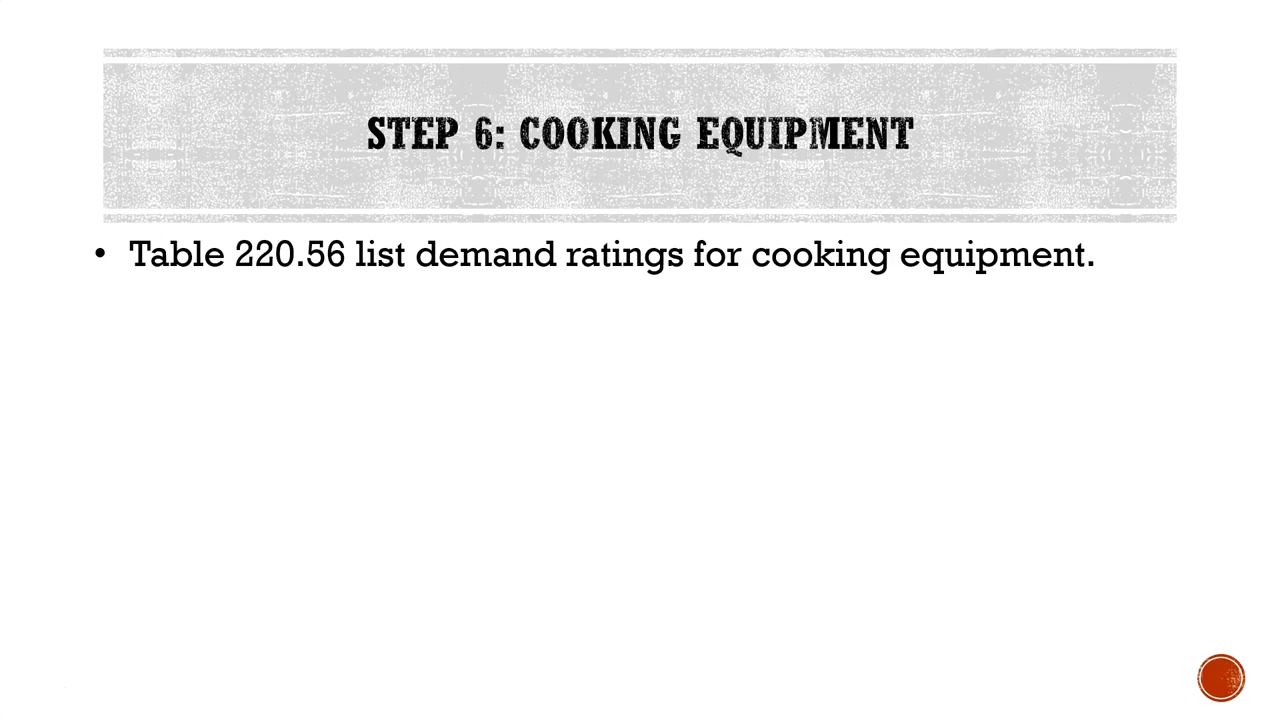 STEP 6: COOKING EQUIPMENT
• Table 220.56 list demand ratings for cooking equipment.